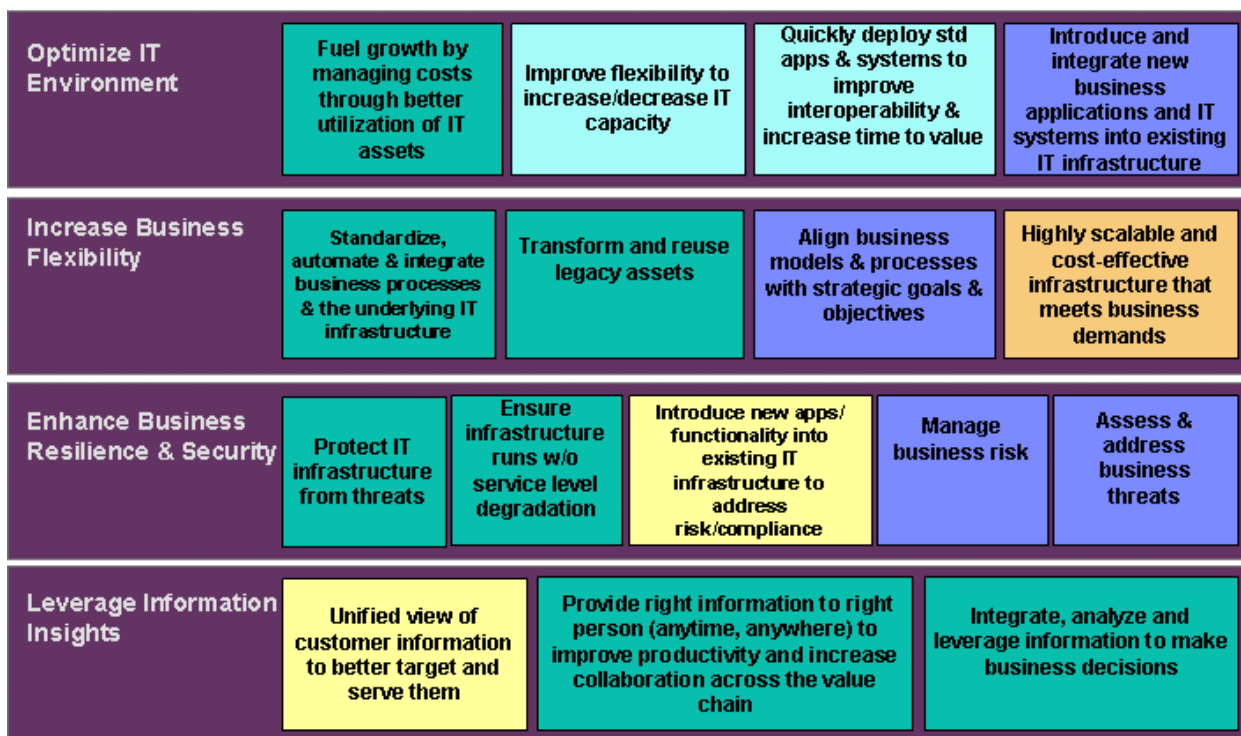 Optimize IT
Environment
Fuel growth by
managing costs
through better
utilization of IT
assets
Improve flexibility to
increase/decrease IT
capacity
Quickly deploy std
apps & systems to
improve
interoperability &
increase time to value
Introduce and
integrate new
business
applications and IT
systems into existing
IT infrastructure
Increase Business
Flexibility
Standardize,
automate & integrate
business processes
& the underlying IT
infrastructure
Transform and reuse
legacy assets
Align business
models & processes
with strategic goals &
objectives
Highly scalable and
cost-effective
infrastructure that
meets business
demands
Enhance Business
Resilience & Security
Protect IT
infrastructure
from threats
Ensure
infrastructure
runs w/o
service level
degradation
Introduce new apps/
functionality into
existing IT
infrastructure to
address
risk/compliance
Manage
business risk
Assess &
address
business
threats
Leverage Information
Insights
Unified view of
customer information
to better target and
serve them
Provide right information to right
person (anytime, anywhere) to
improve productivity and increase
collaboration across the value
chain
Integrate, analyze and
leverage information to make
business decisions